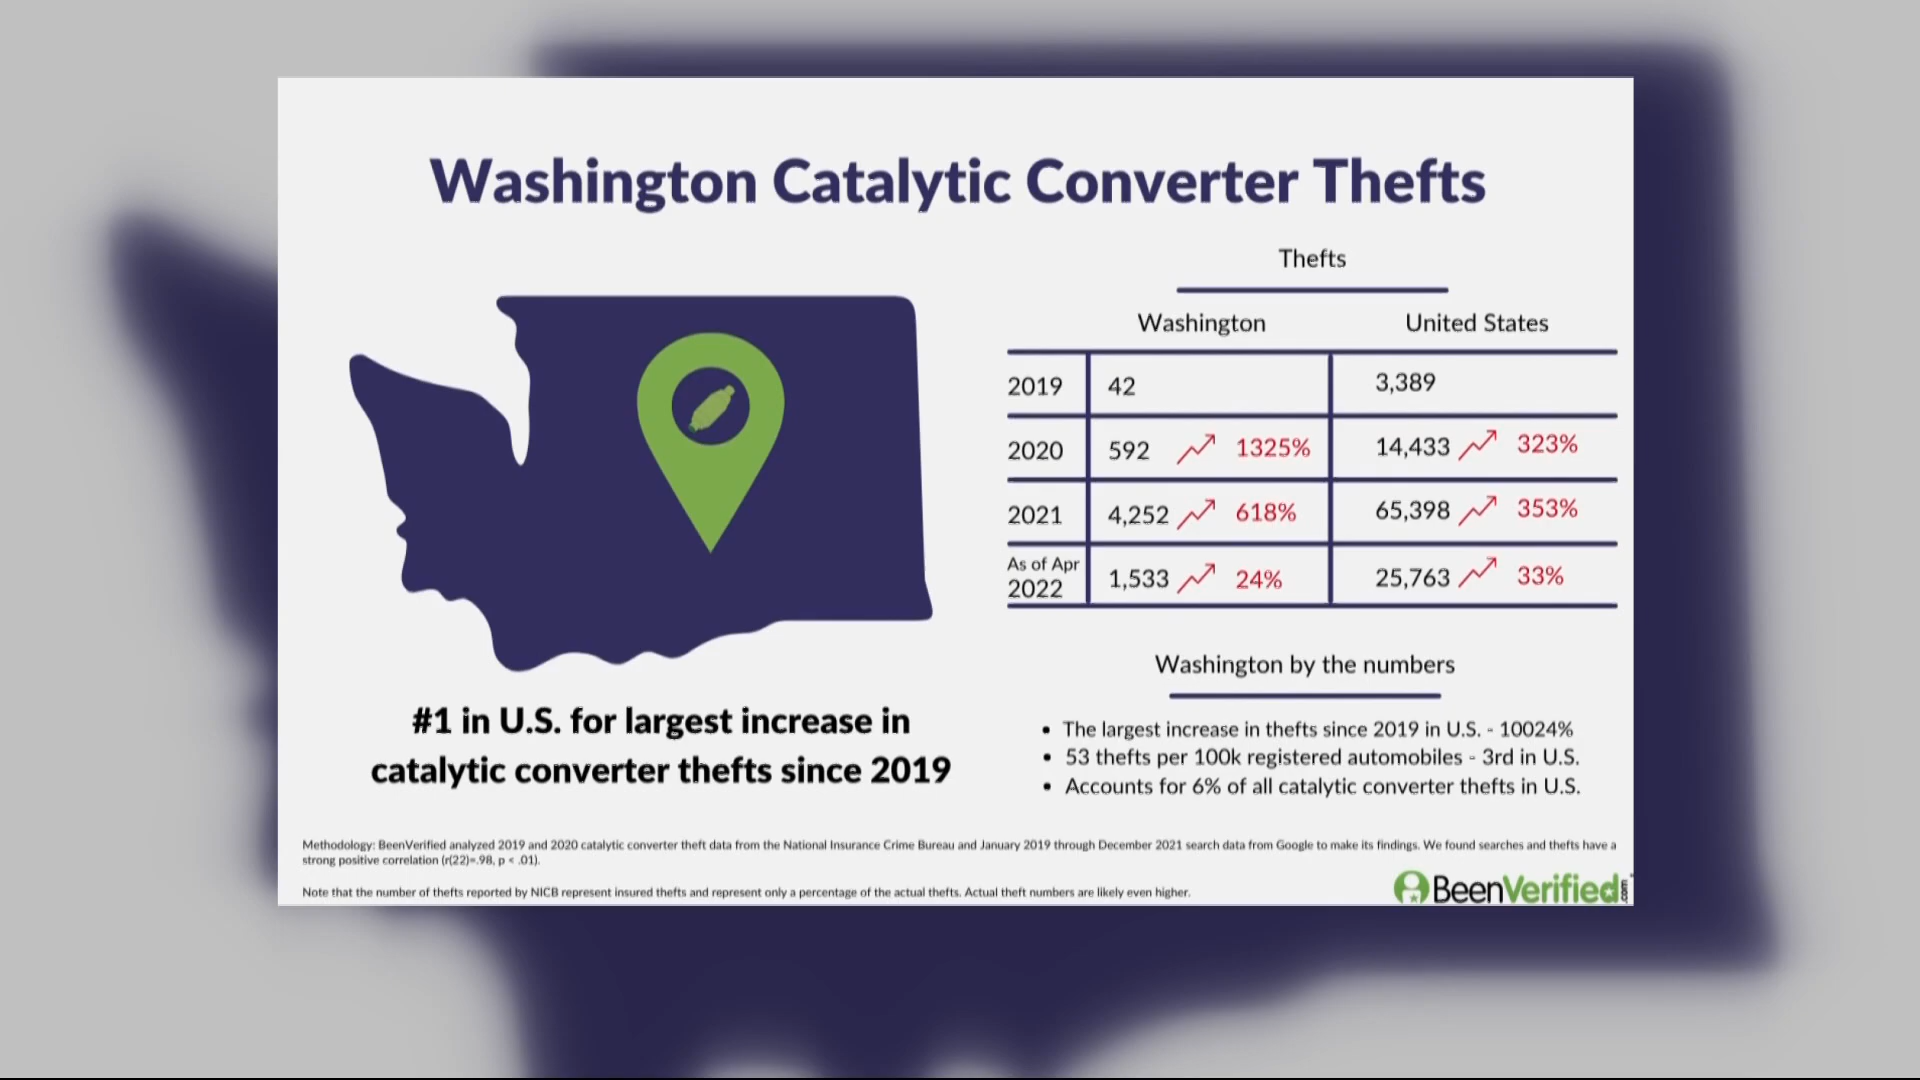 Washington Catalytic Converter Thefts
Thefts
Washington United States
2019 42 3,389
2020 592 1325% 14,433 323%
2021 4,252 618% 65,398 353%
As of Apr
2022 1,533 24% 25,763 33%
#1 in U.S. for largest increase in
catalytic converter thefts since 2019
Washington by the numbers
• The largest increase in thefts since 2019 in U.S. - 10024%
• 53 thefts per 100k registered automobiles - 3rd in U.S.
• Accounts for 6% of all catalytic converter thefts in U.S.
Methodology: BeenVerified analyzed 2019 and 2020 catalytic converter theft data from the National Insurance Crime Bureau and January 2019 through December 2021 search data from Google to make its findings. We found searches and thefts have a
strong positive correlation (r(22)=.98, p < .01).
Note that the number of thefts reported by NICB represent insured thefts and represent only a percentage of the actual thefts. Actual theft numbers are likely even higher.
BeenVerified.com